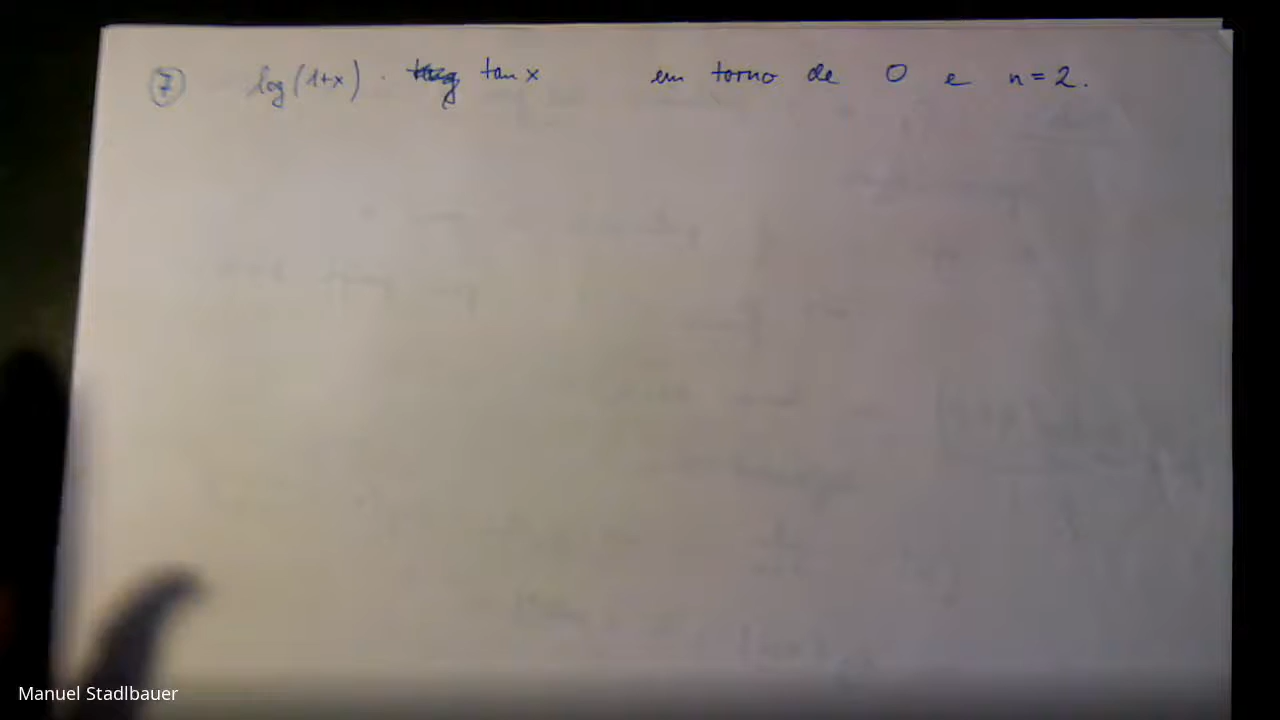 7 log(1+x) · tan x em torno de 0 e n=2.
Manuel Stadlbauer